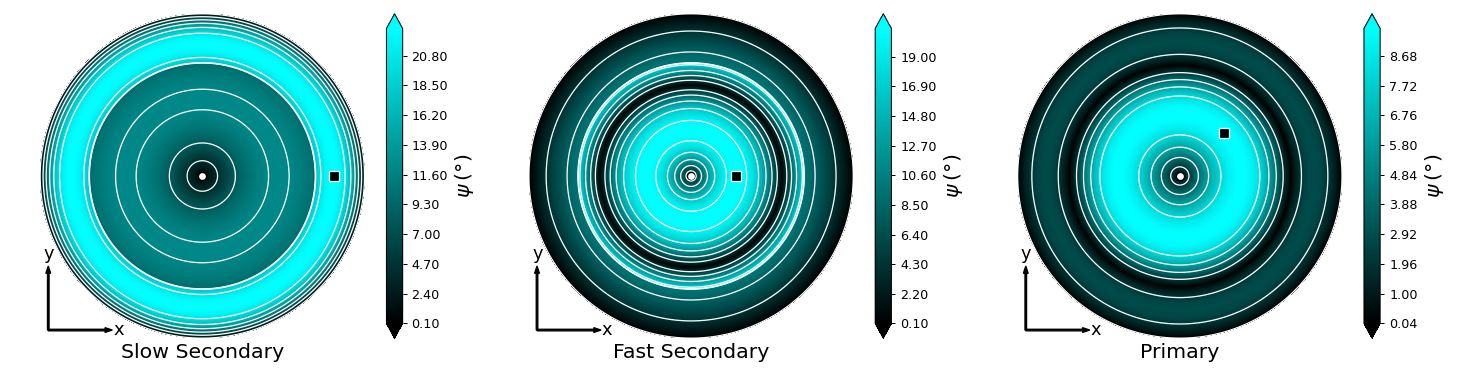 20.80
18.50
16.20
13.90
11.60
9.30
7.00
4.70
2.40
0.10
ψ (°)
y
x
Slow Secondary
19.00
16.90
14.80
12.70
10.60
8.50
6.40
4.30
2.20
0.10
ψ (°)
y
x
Fast Secondary
8.68
7.72
6.76
5.80
4.84
3.88
2.92
1.96
1.00
0.04
ψ (°)
y
x
Primary